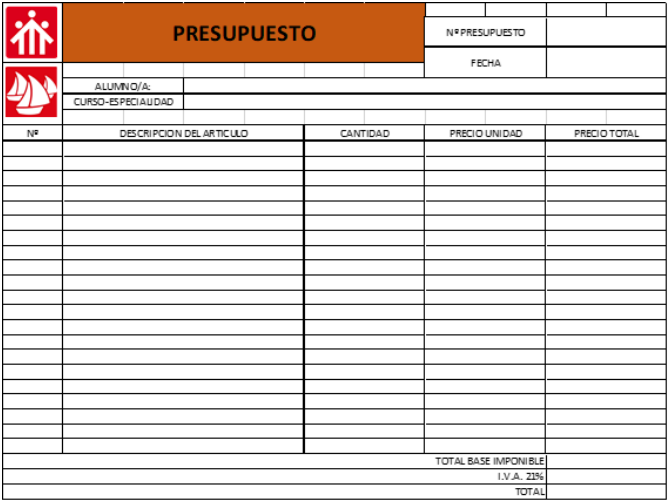 PRESUPUESTO
Nº PRESUPUESTO
FECHA
ALUMNO/A:
CURSO-ESPECIALIDAD
Nº DESCRIPCION DEL ARTICULO CANTIDAD PRECIO UNIDAD PRECIO TOTAL
TOTAL BASE IMPONIBLE
I.V.A. 21%
TOTAL